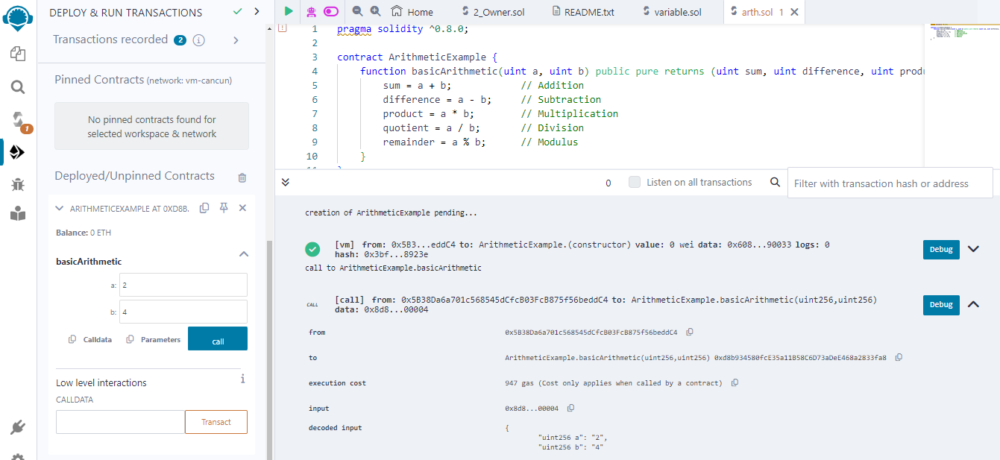 DEPLOY & RUN TRANSACTIONS
Transactions recorded 2 i
Pinned Contracts (network: vm-cancun)
No pinned contracts found for
selected workspace & network
1
Deployed/Unpinned Contracts
ARITHMETICEXAMPLE AT 0XD8B.
Balance: 0 ETH
basicArithmetic
a: 2
b: 4
Calldata Parameters call
Low level interactions i
CALLDATA
Transact
Home 2_Owner.sol README.txt variable.sol arth.sol 1
1 pragma solidity ^0.8.0;
2
3 contract ArithmeticExample {
4 function basicArithmetic(uint a, uint b) public pure returns (uint sum, uint difference, uint produ
5 sum = a + b; // Addition
6 difference = a - b; // Subtraction
7 product = a * b; // Multiplication
8 quotient = a / b; // Division
9 remainder = a % b; // Modulus
10 }
0 Listen on all transactions Filter with transaction hash or address
creation of ArithmeticExample pending...
[vm] from: 0x5B3...eddC4 to: ArithmeticExample.(constructor) value: 0 wei data: 0x608...90033 logs: 0
hash: 0x3bf...8923e
Debug
call to ArithmeticExample.basicArithmetic
CALL [call] from: 0x5B38Da6a701c568545dCfcB03FcB875f56beddC4 to: ArithmeticExample.basicArithmetic(uint256,uint256)
data: 0x8d8...00004
Debug
from 0x5B38Da6a701c568545dCfcB03FcB875f56beddC4
to ArithmeticExample.basicArithmetic(uint256,uint256) 0xd8b934580fcE35a11B58C6D73aDeE468a2833fa8
execution cost 947 gas (Cost only applies when called by a contract)
input 0x8d8...00004
decoded input {
"uint256 a": "2",
"uint256 b": "4"